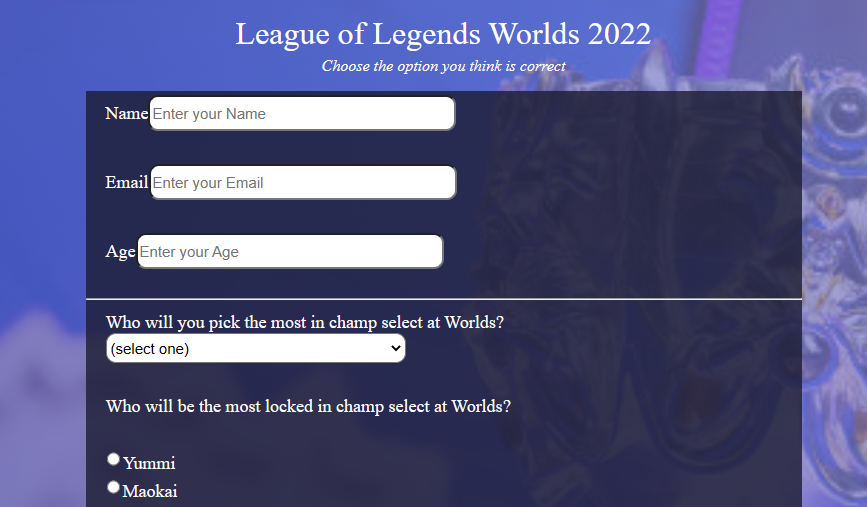 League of Legends Worlds 2022
Choose the option you think is correct
Name Enter your Name
Email Enter your Email
Age Enter your Age
Who will you pick the most in champ select at Worlds?
(select one)
Who will be the most locked in champ select at Worlds?
Yummi
Maokai